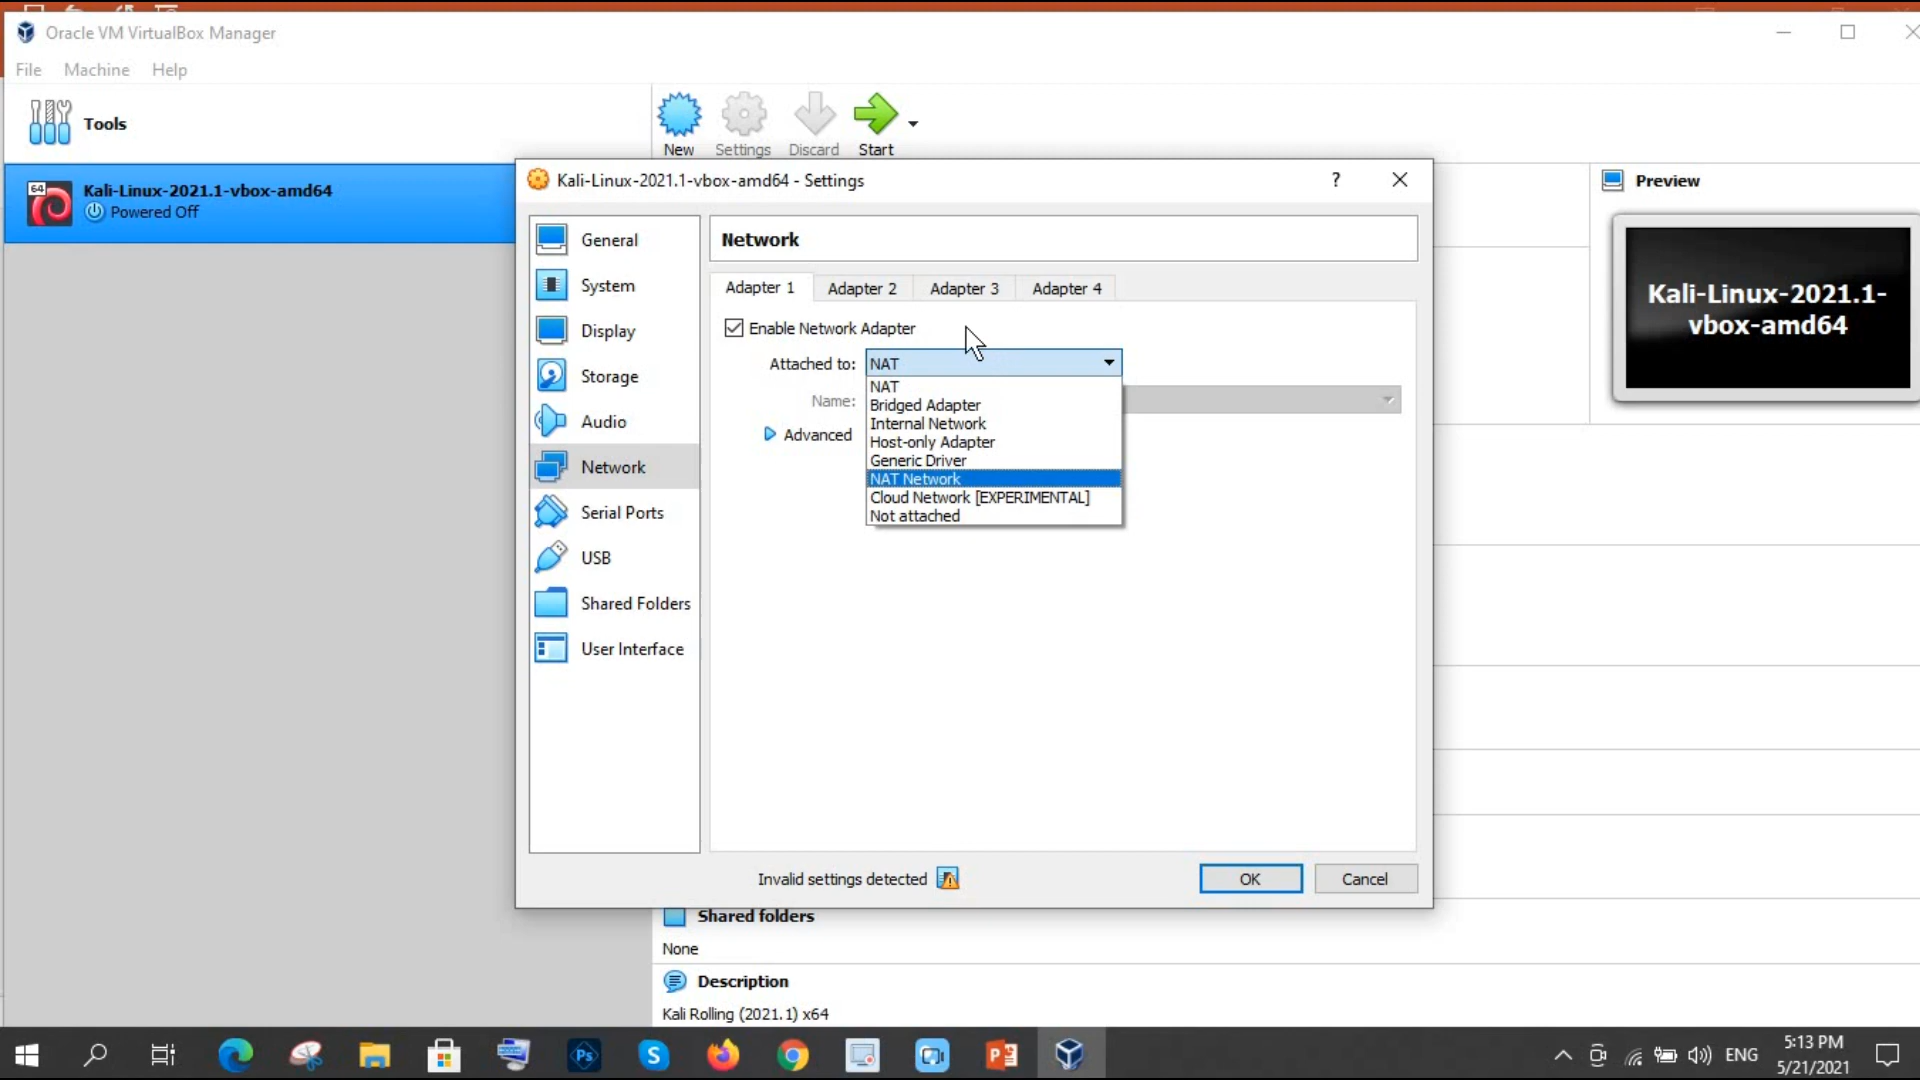 Oracle VM VirtualBox Manager
File Machine Help
Tools
New Settings Discard Start
64
Kali-Linux-2021.1-vbox-amd64
Powered Off
Kali-Linux-2021.1-vbox-amd64 - Settings
?
General
System
Display
Storage
Audio
Network
Serial Ports
USB
Shared Folders
User Interface
Network
Adapter 1 Adapter 2 Adapter 3 Adapter 4
Enable Network Adapter
Attached to: NAT
NAT
Bridged Adapter
Internal Network
Host-only Adapter
Generic Driver
NAT Network
Cloud Network [EXPERIMENTAL]
Not attached
Name:
Advanced
Invalid settings detected
OK Cancel
Preview
Kali-Linux-2021.1-
vbox-amd64
Shared folders
None
Description
Kali Rolling (2021.1) x64
Ps
S
P
ENG
5:13 PM
5/21/2021